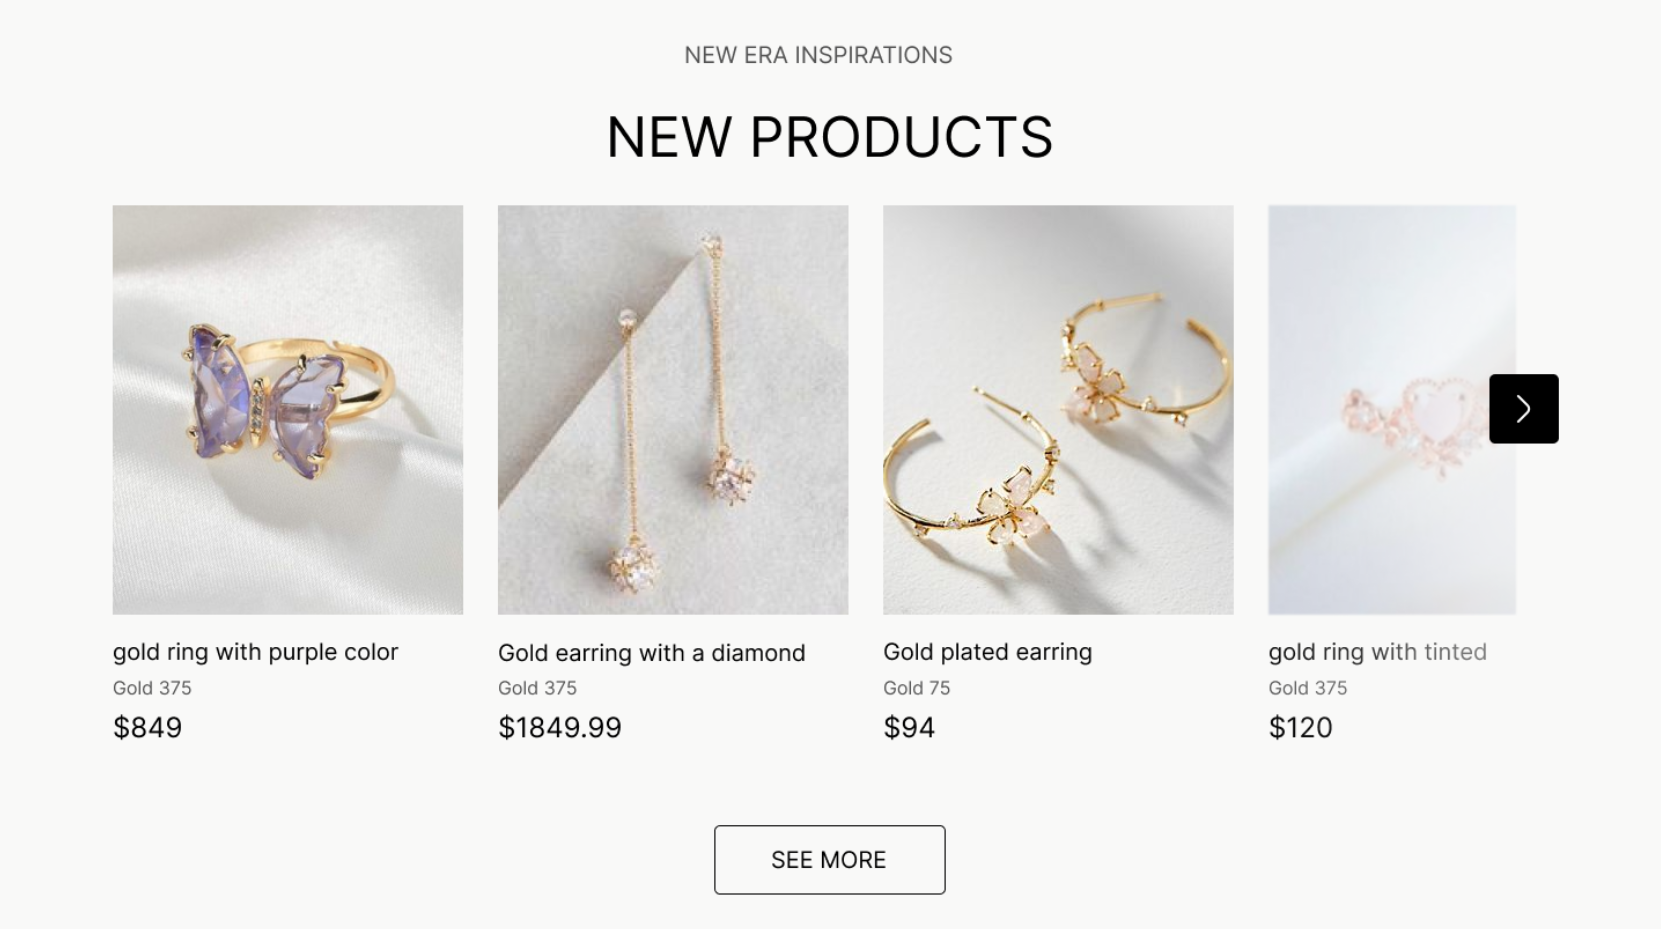 NEW ERA INSPIRATIONS
NEW PRODUCTS
gold ring with purple color
Gold 375
$849
Gold earring with a diamond
Gold 375
$1849.99
Gold plated earring
Gold 75
$94
gold ring with tinted
Gold 375
$120
SEE MORE